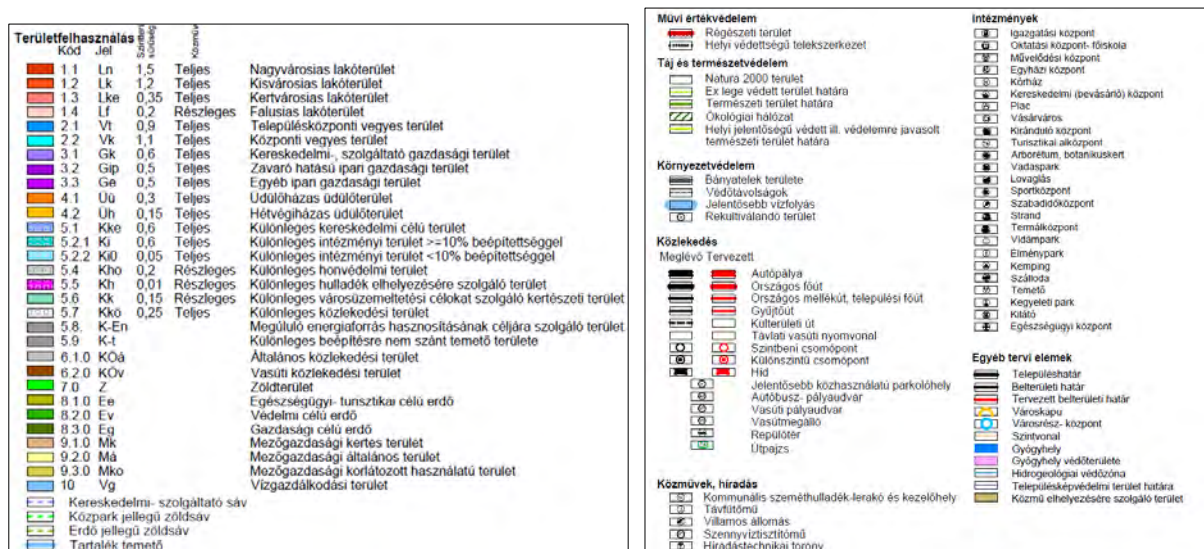 Területfelhasználás
Szintterületi sűrűség
Közmű
Kód Jel
1.1 Ln 1,5 Teljes Nagyvárosias lakóterület
1.2 Lk 1,2 Teljes Kisvárosias lakóterület
1.3 Lke 0,35 Teljes Kertvárosias lakóterület
1.4 Lf 0,2 Részleges Falusias lakóterület
2.1 Vt 0,9 Teljes Településközponti vegyes terület
2.2 Vk 1,1 Teljes Központi vegyes terület
3.1 Gk 0,6 Teljes Kereskedelmi-, szolgáltató gazdasági terület
3.2 Gip 0,5 Teljes Zavaró hatású ipari gazdasági terület
3.3 Ge 0,5 Teljes Egyéb ipari gazdasági terület
4.1 Üü 0,3 Teljes Üdülőházas üdülőterület
4.2 Üh 0,15 Teljes Hétvégiházas üdülőterület
5.1 Kke 0,6 Teljes Különleges kereskedelmi célú terület
5.2.1 Ki 0,6 Teljes Különleges intézményi terület >=10% beépítettséggel
5.2.2 Ki0 0,05 Teljes Különleges intézményi terület <10% beépítettséggel
5.4 Kho 0,2 Részleges Különleges honvédelmi terület
5.5 Kh 0,01 Részleges Különleges hulladék elhelyezésére szolgáló terület
5.6 Kk 0,15 Részleges Különleges városüzemeltetési célokat szolgáló kertészeti terület
5.7 Kkö 0,25 Teljes Különleges közlekedési terület
5.8. K-En Megújuló energiaforrás hasznosításának céljára szolgáló terület
5.9 K-t Különleges beépítésre nem szánt temető területe
6.1.0 KÖá Általános közlekedési terület
6.2.0 KÖv Vasúti közlekedési terület
7.0 Z Zöldterület
8.1.0 Ee Egészségügyi- turisztikai célú erdő
8.2.0 Ev Védelmi célú erdő
8.3.0 Eg Gazdasági célú erdő
9.1.0 Mk Mezőgazdasági kertes terület
9.2.0 Má Mezőgazdasági általános terület
9.3.0 Mko Mezőgazdasági korlátozott használatú terület
10 Vg Vízgazdálkodási terület
Kereskedelmi- szolgáltató sáv
Közpark jellegű zöldsáv
Erdő jellegű zöldsáv
Tartalék temető
Művi értékvédelem
Régészeti terület
Helyi védettségű telekszerkezet
Táj és természetvédelem
Natura 2000 terület
Ex lege védett terület határa
Természeti terület határa
Ökológiai hálózat
Helyi jelentőségű védett ill. védelemre javasolt
természeti terület határa
Környezetvédelem
Bányatelek területe
Védőtávolságok
Jelentősebb vízfolyás
Rekultiválandó terület
Közlekedés
Meglévő Tervezett
Autópálya
Országos főút
Országos mellékút, települési főút
Gyűjtőút
Külterületi út
Távlati vasúti nyomvonal
Szintbeni csomópont
Különszintű csomópont
Híd
Jelentősebb közhasználatú parkolóhely
Autóbusz- pályaudvar
Vasúti pályaudvar
Vasútmegálló
Repülőtér
Útpajzs
Közművek, híradás
Kommunális szeméthulladék-lerakó és kezelőhely
Távfűtőmű
Villamos állomás
Szennyvíztisztítómű
Híradástechnikai torony
Intézmények
Igazgatási központ
Oktatási központ- főiskola
Művelődési központ
Egyházi központ
Kórház
Kereskedelmi (bevásárló) központ
Piac
Vásárváros
Kiránduló központ
Turisztikai alközpont
Arborétum, botanikuskert
Vadaspark
Lovaglás
Sportközpont
Szabadidőközpont
Strand
Termálközpont
Vidámpark
Élménypark
Kemping
Szálloda
Temető
Kegyeleti park
Kilátó
Egészségügyi központ
Egyéb tervi elemek
Településhatár
Belterületi határ
Tervezett belterületi határ
Városkapu
Városrész- központ
Szintvonal
Gyógyhely
Gyógyhely védőterülete
Hidrogeológiai védőzóna
Településképvédelmi terület határa
Közmű elhelyezésére szolgáló terület